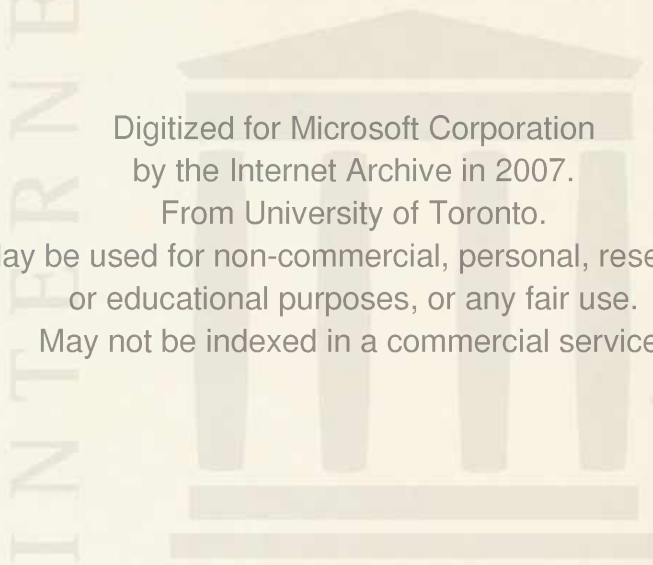 Digitized for Microsoft Corporation
by the Internet Archive in 2007.
From University of Toronto.
be used for non-commercial, personal,
or educational purposes, or any fair use.
May not be indexed in a commercial service